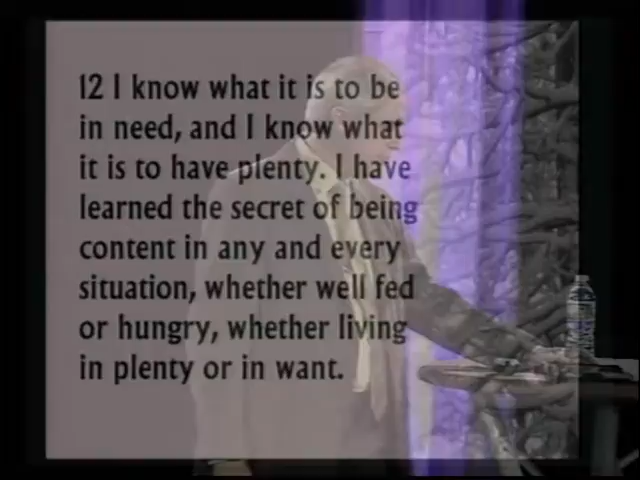 12 I know what it is to be
in need, and I know what
it is to have plenty. I have
learned the secret of being
content in any and every
situation, whether well fed
or hungry, whether living
in plenty or in want.